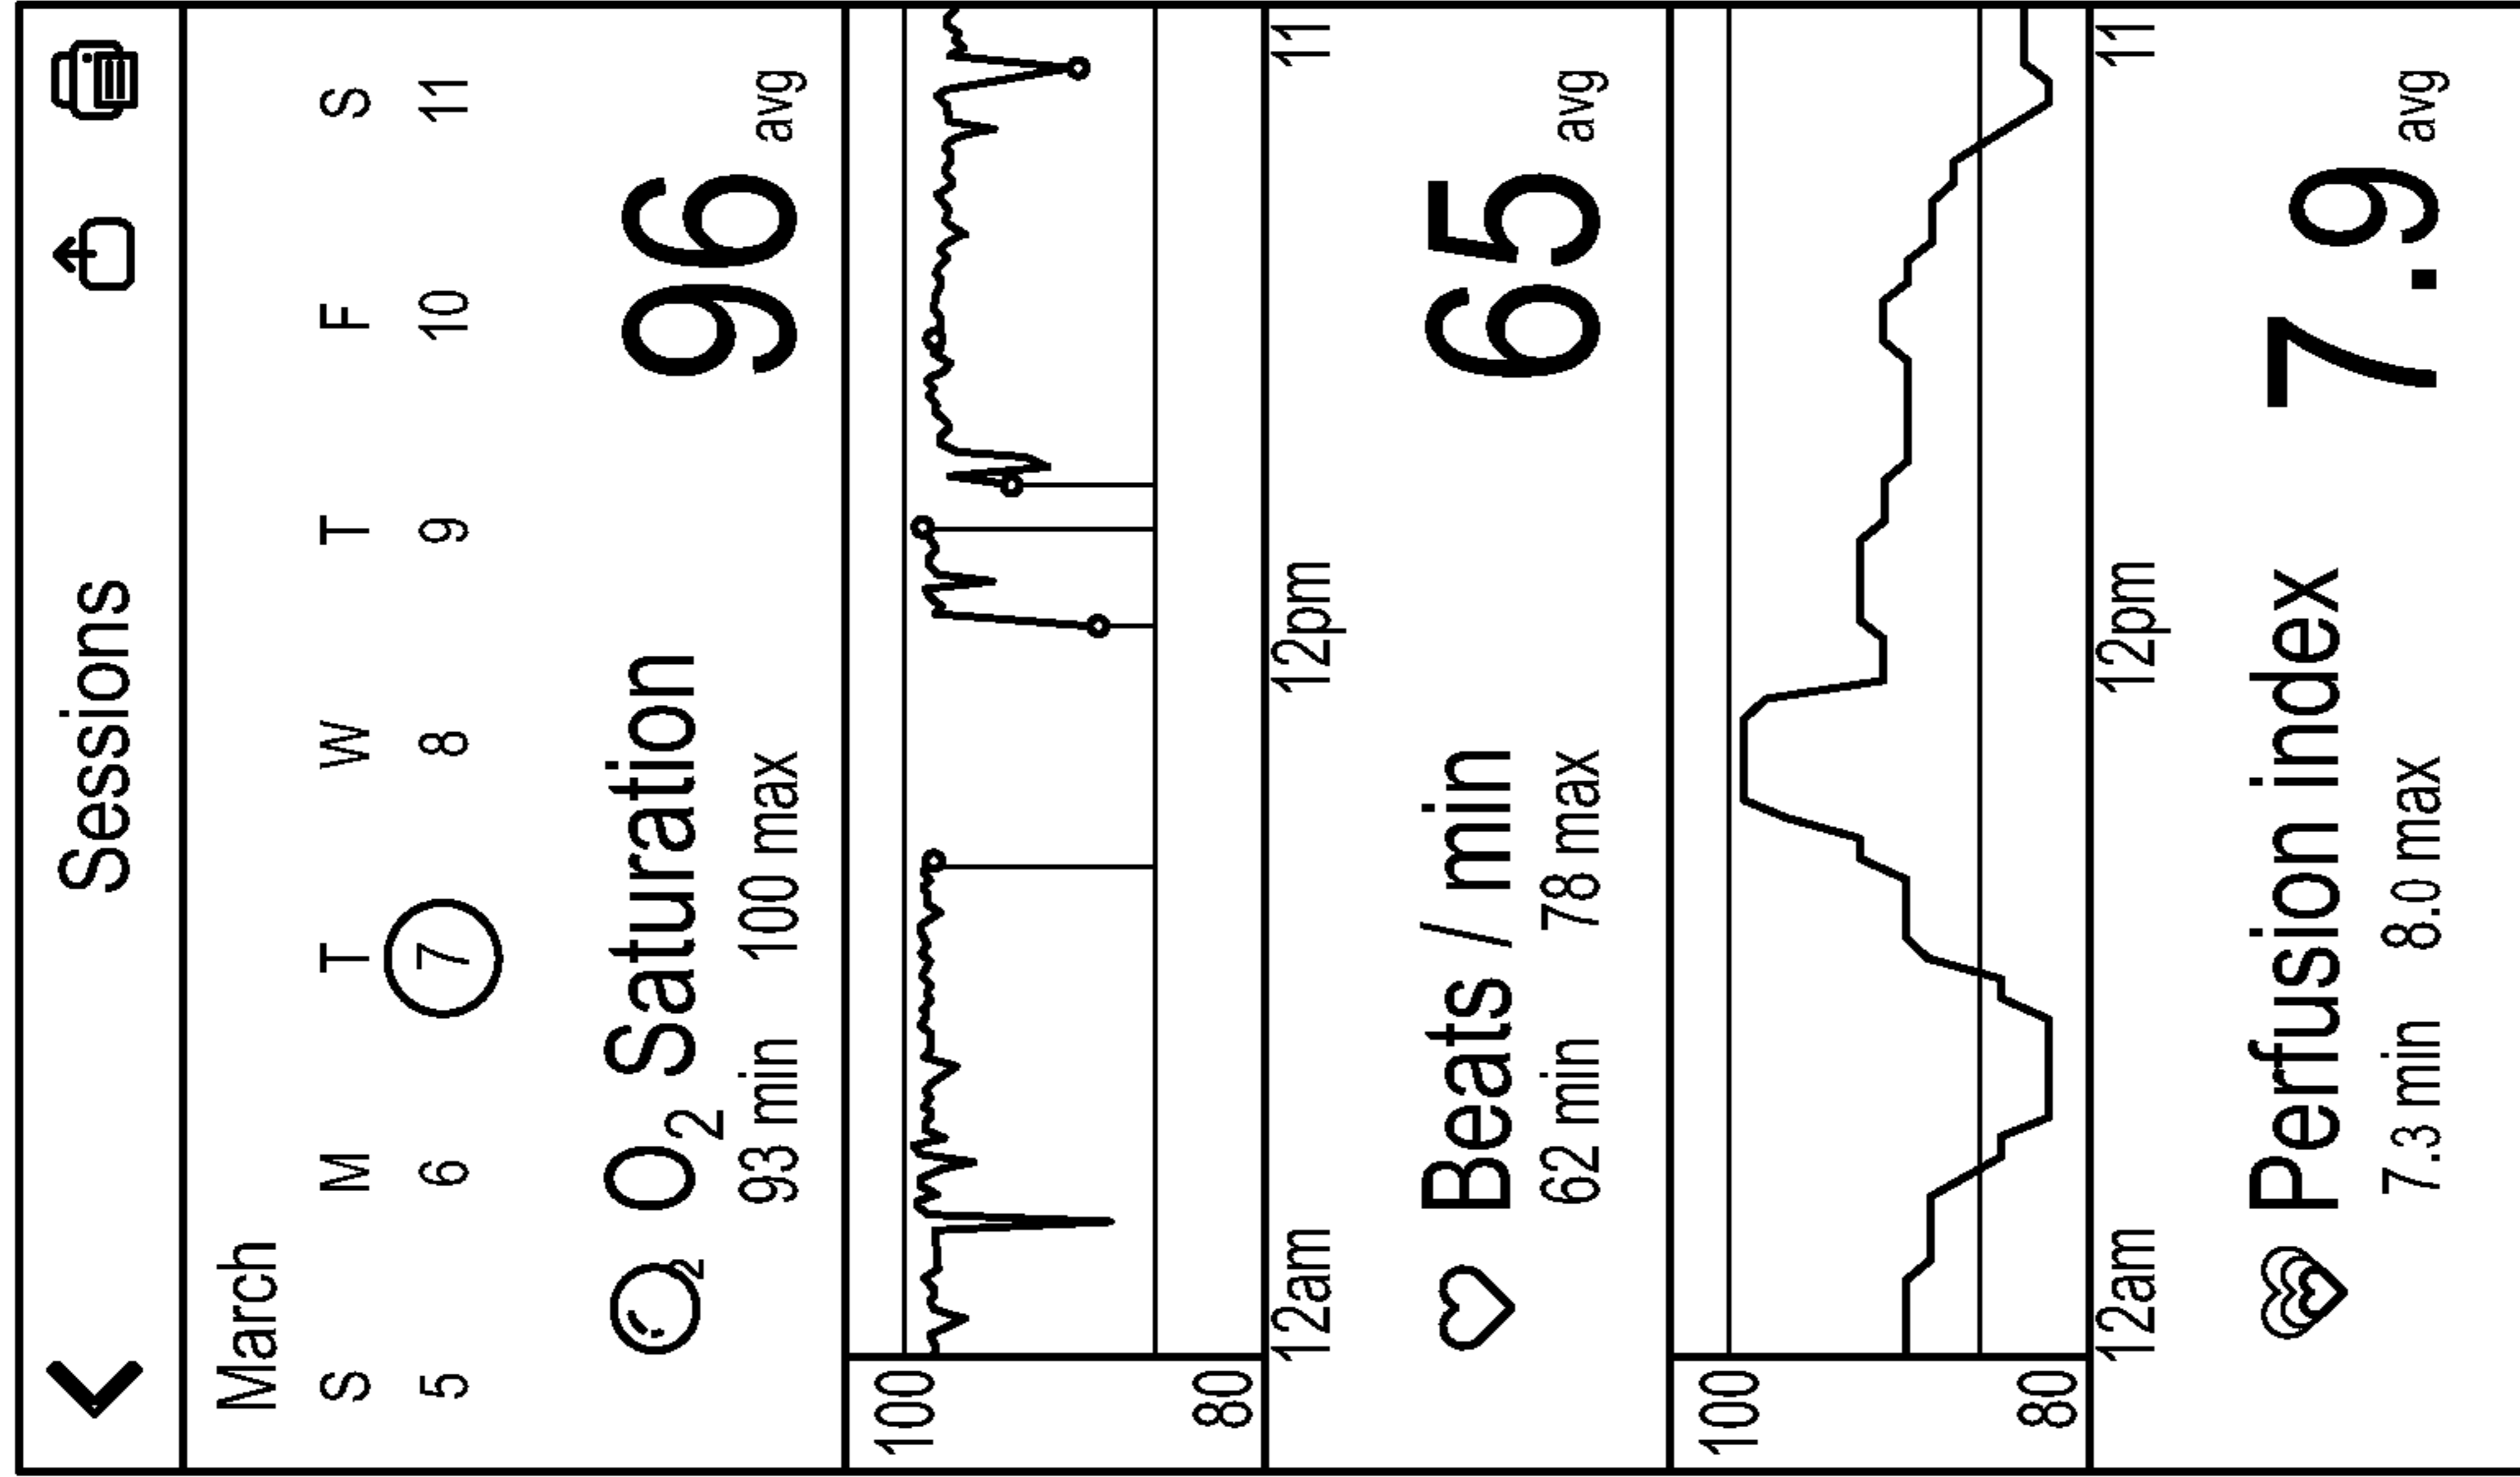 Sessions
March
S M T W T F S
5 6 7 8 9 10 11
O2 O2 Saturation 96 avg
93 min 100 max
100
80
12am 12pm 11
Beats / min 65 avg
62 min 78 max
100
80
12am 12pm 11
Perfusion index 7.9 avg
7.3 min 8.0 max